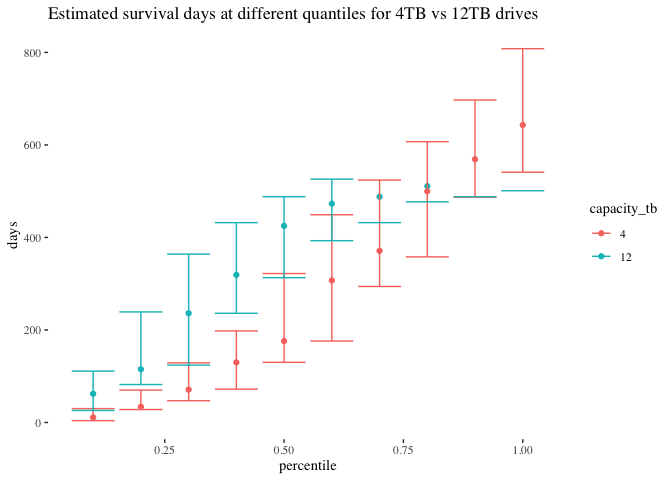 Estimated survival days at different quantiles for 4TB vs 12TB drives
800
600
400
200
0
days
0.25
0.50
0.75
1.00
percentile
capacity_tb
4
12